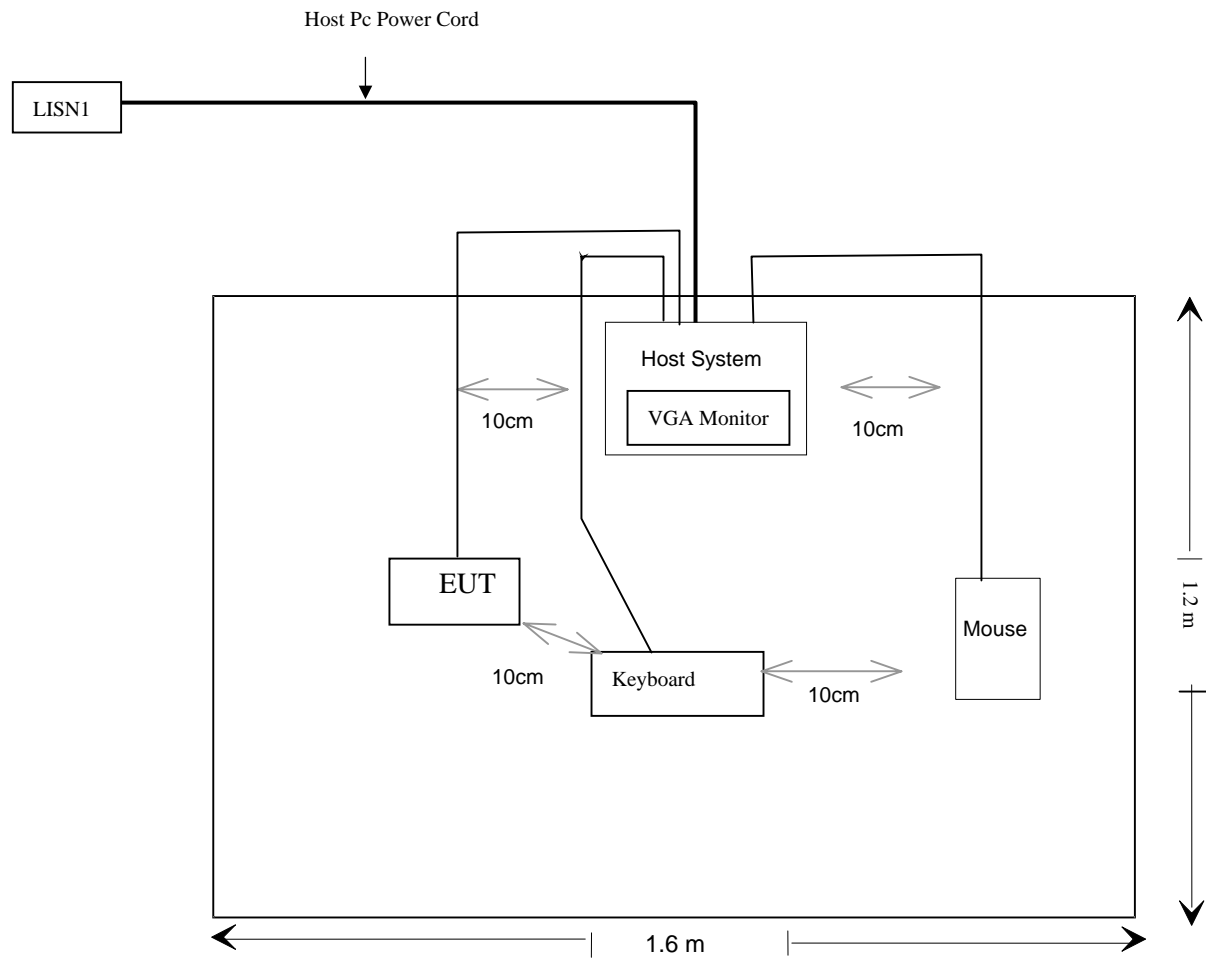 Host Pc Power Cord
LISN1
Host System
VGA Monitor
10cm
10cm
EUT
1.2 m
Mouse
10cm
Keyboard
10cm
1.6 m